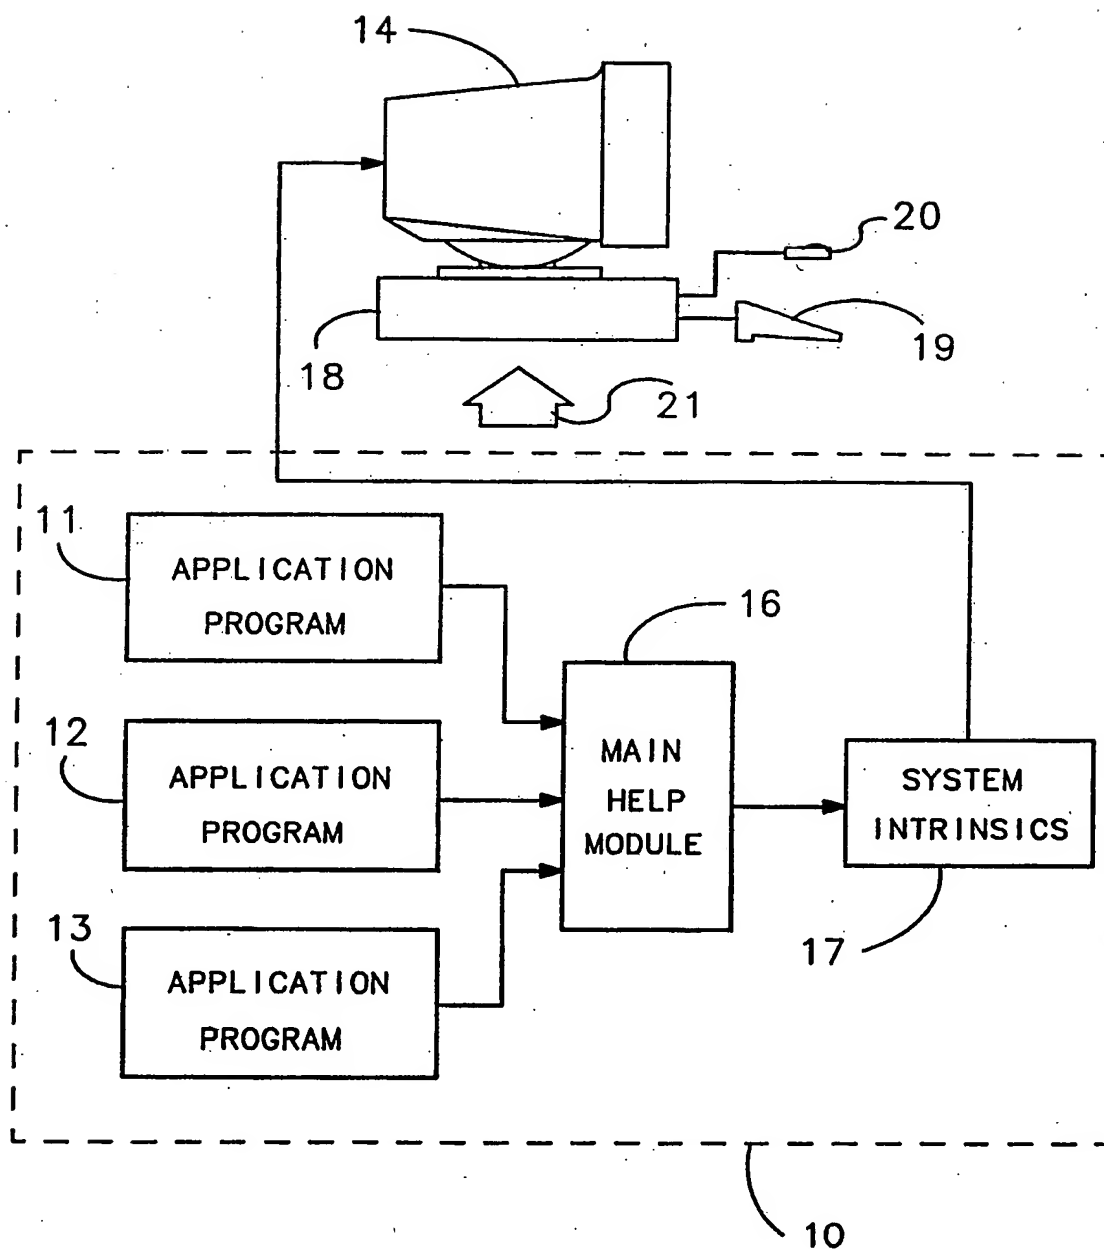 14
20
18
19
21
11
APPLICATION
PROGRAM
16
12
APPLICATION
PROGRAM
MAIN
HELP
MODULE
SYSTEM
INTRINSICS
13
APPLICATION
PROGRAM
17
10